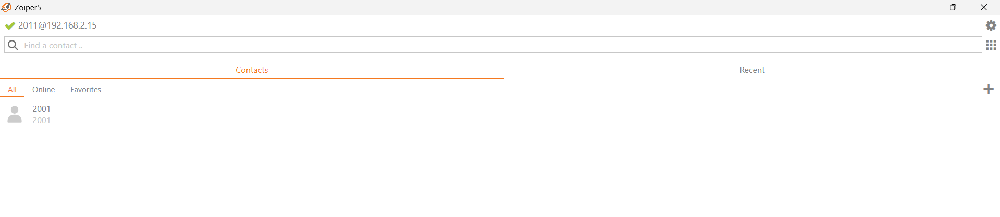 Zoiper5
2011@192.168.2.15
Find a contact ..
Contacts Recent
All Online Favorites
2001
2001